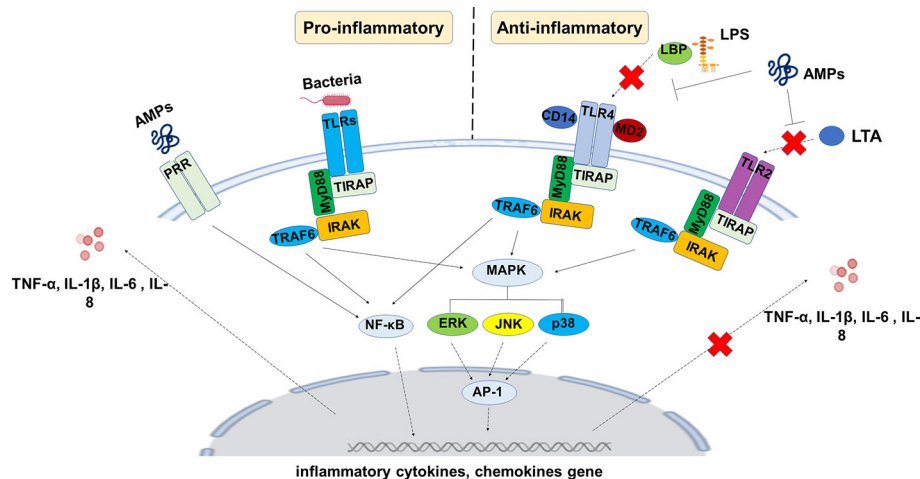 Pro-inflammatory
Anti-inflammatory
LBP
LPS
AMPs
LTA
Bacteria
AMPs
PRR
TLRs
MyD88
TIRAP
TRAF6
IRAK
CD14
TLR4
MD2
MyD88
TIRAP
TRAF6
IRAK
TLR2
MyD88
TIRAP
TRAF6
IRAK
TNF-α, IL-1β, IL-6 , IL-
8
MAPK
NF-κB
ERK
JNK
p38
AP-1
TNF-α, IL-1β, IL-6 , IL-
8
inflammatory cytokines, chemokines gene